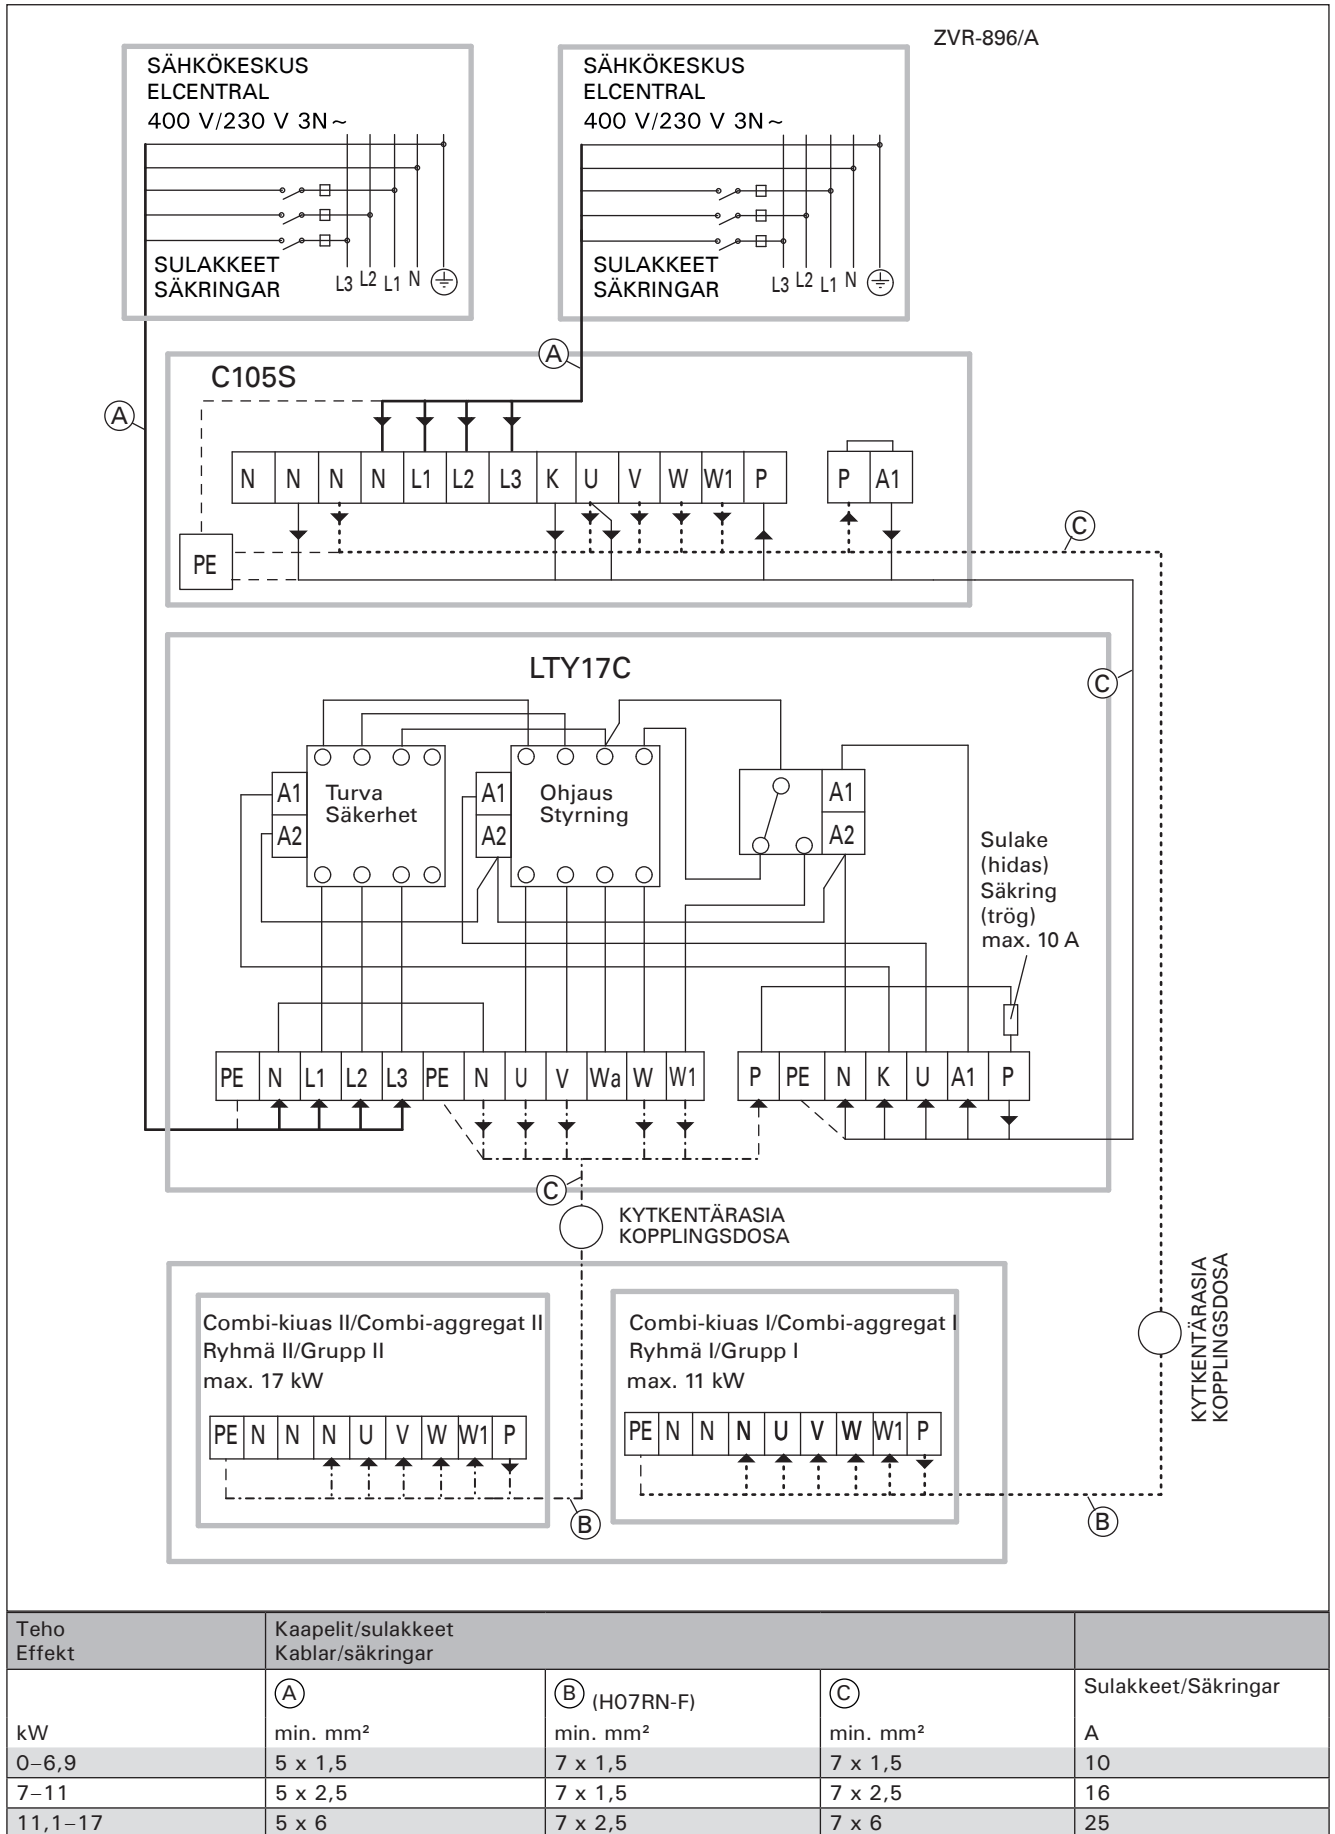 ZVR-896/A
SÄHKÖKESKUS
ELCENTRAL
400 V/230 V 3N~
SULAKKEET
SÄKRINGAR
L3 L2 L1 N
SÄHKÖKESKUS
ELCENTRAL
400 V/230 V 3N~
SULAKKEET
SÄKRINGAR
L3 L2 L1 N
A
A
C105S
N N N N L1 L2 L3 K U V W W1 P
P A1
PE
C
LTY17C
C
A1
A2
Turva
Säkerhet
A1
A2
Ohjaus
Styrning
A1
A2
Sulake
(hidas)
Säkring
(trög)
max. 10 A
PE N L1 L2 L3 PE N U V Wa W W1
P PE N K U A1 P
C
KYTKENTÄRASIA
KOPPLINGSDOSA
KYTKENTÄRASIA
KOPPLINGSDOSA
Combi-kiuas II/Combi-aggregat II
Ryhmä II/Grupp II
max. 17 kW
PE N N N U V W W1 P
B
Combi-kiuas I/Combi-aggregat I
Ryhmä I/Grupp I
max. 11 kW
PE N N N U V W W1 P
B
Teho Kaapelit/sulakkeet
Effekt Kablar/säkringar
A B (H07RN-F) C Sulakkeet/Säkringar
kW min. mm² min. mm² min. mm² A
0–6,9 5 x 1,5 7 x 1,5 7 x 1,5 10
7–11 5 x 2,5 7 x 1,5 7 x 2,5 16
11,1–17 5 x 6 7 x 2,5 7 x 6 25